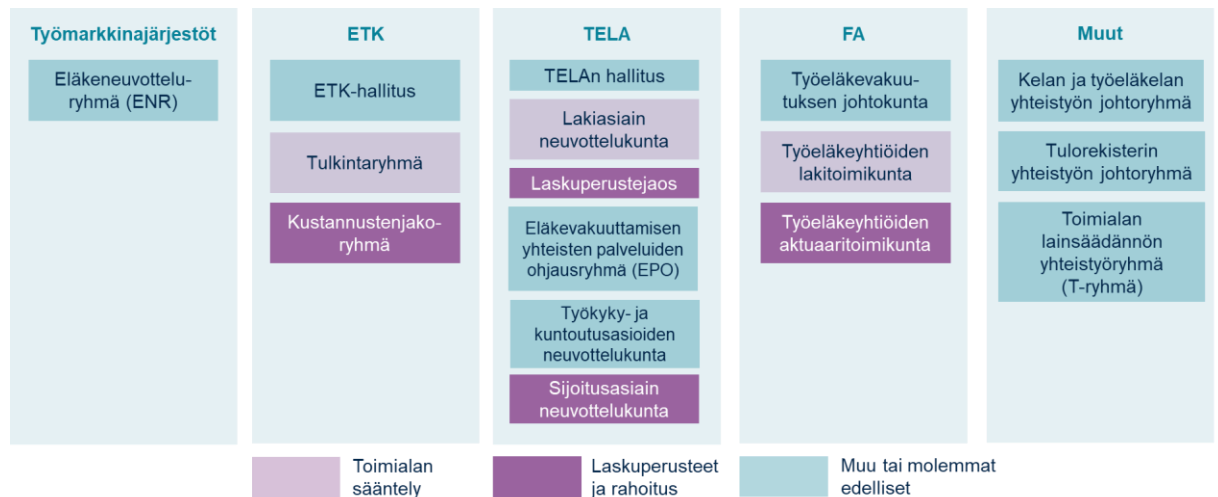 Työmarkkinajärjestöt
Eläkeneuvottelu-
ryhmä (ENR)
ETK
ETK-hallitus
Tulkintaryhmä
Kustannustenjako-
ryhmä
TELA
TELAn hallitus
Lakiasiain
neuvottelukunta
Laskuperustejaos
Eläkevakuuttamisen
yhteisten palveluiden
ohjausryhmä (EPO)
Työkyky- ja
kuntoutusasioiden
neuvottelukunta
Sijoitusasiain
neuvottelukunta
FA
Työeläkevakuu-
tuksen johtokunta
Työeläkeyhtiöiden
lakitoimikunta
Työeläkeyhtiöiden
aktuaaritoimikunta
Muut
Kelan ja työeläkelan
yhteistyön johtoryhmä
Tulorekisterin
yhteistyön johtoryhmä
Toimialan
lainsäädännön
yhteistyöryhmä
(T-ryhmä)
Toimialan
sääntely
Laskuperusteet
ja rahoitus
Muu tai molemmat
edelliset